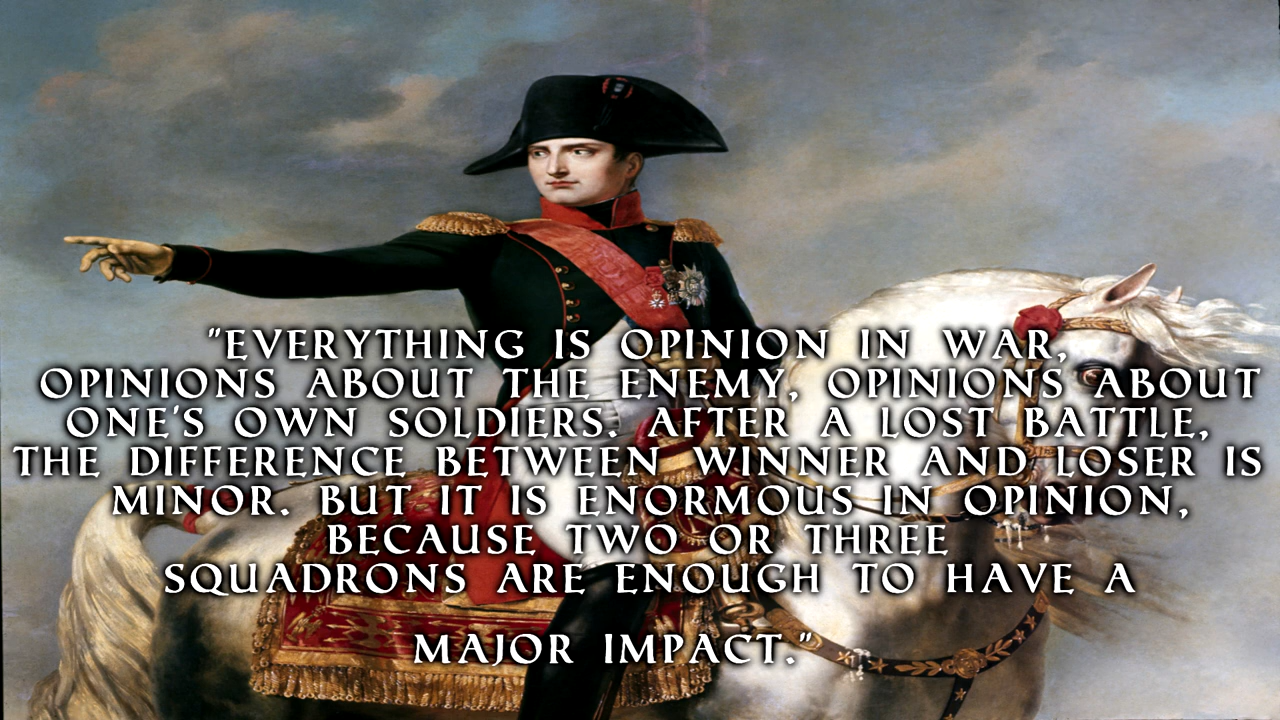 "EVERYTHING IS OPINION IN WAR,
OPINIONS ABOUT THE ENEMY, OPINIONS ABOUT
ONE'S OWN SOLDIERS. AFTER A LOST BATTLE,
THE DIFFERENCE BETWEEN WINNER AND LOSER IS
MINOR. BUT IT IS ENORMOUS IN OPINION,
BECAUSE TWO OR THREE
SQUADRONS ARE ENOUGH TO HAVE A
MAJOR IMPACT."